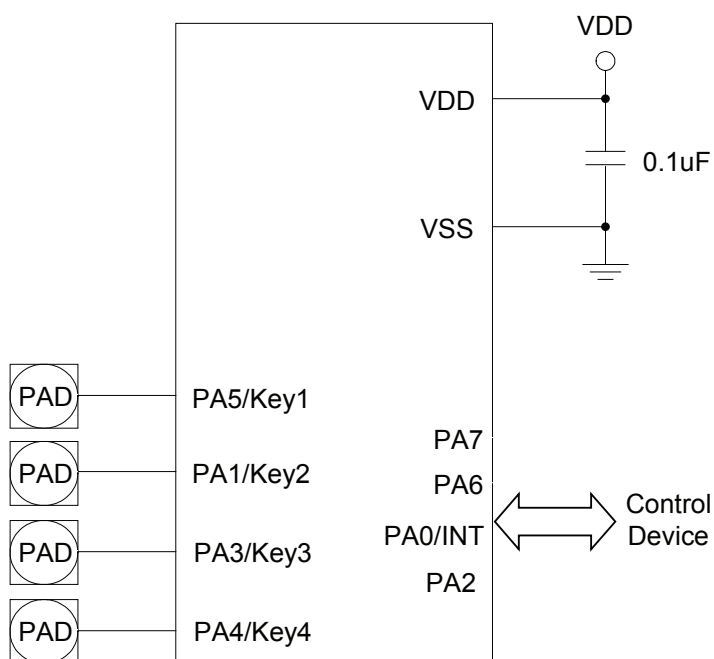 VDD
VDD
0.1uF
VSS
PAD PA5/Key1
PA7
PAD PA1/Key2
PA6
Control
PA0/INT Device
PAD PA3/Key3
PA2
PAD PA4/Key4